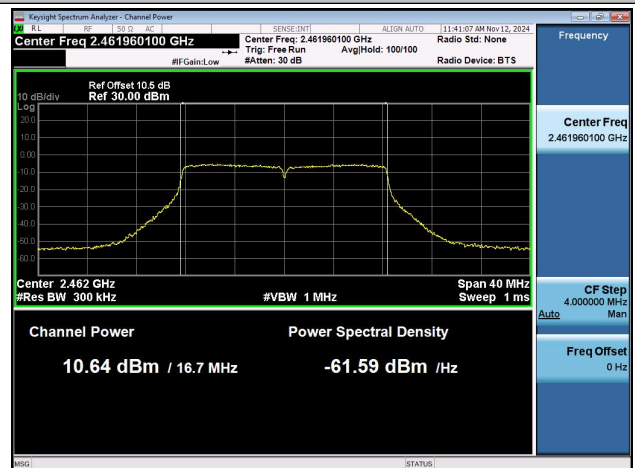 Keysight Spectrum Analyzer - Channel Power
RL RF 50 Ω AC SENSE:INT ALIGN AUTO 11:41:07 AM Nov 12, 2024
Center Freq 2.461960100 GHz
Center Freq: 2.461960100 GHz Radio Std: None
Trig: Free Run Avg|Hold: 100/100
#IFGain:Low #Atten: 30 dB Radio Device: BTS
Ref Offset 10.5 dB
10 dB/div Ref 30.00 dBm
Log
20.0
10.0
0.00
-10.0
-20.0
-30.0
-40.0
-50.0
-60.0
Center 2.462 GHz Span 40 MHz
#Res BW 300 kHz #VBW 1 MHz Sweep 1 ms
Channel Power Power Spectral Density
10.64 dBm / 16.7 MHz -61.59 dBm /Hz
MSG STATUS
Frequency
Center Freq
2.461960100 GHz
CF Step
4.000000 MHz
Auto Man
Freq Offset
0 Hz